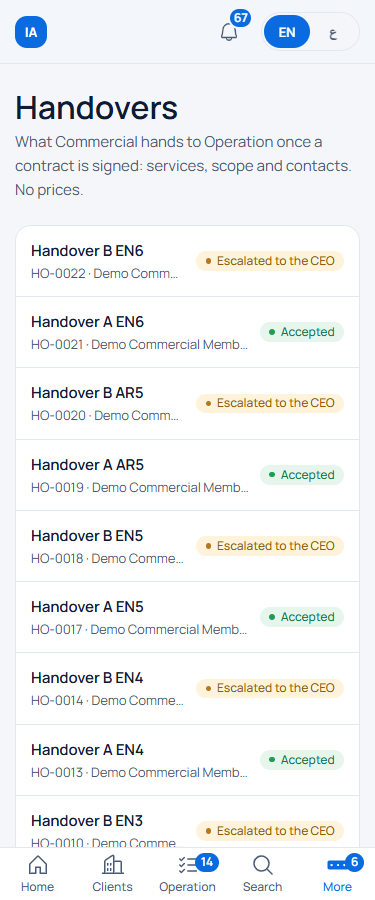 IA
67
EN
ع
Handovers
What Commercial hands to Operation once a
contract is signed: services, scope and contacts.
No prices.
Handover B EN6
HO-0022 · Demo Comm...
Escalated to the CEO
Handover A EN6
HO-0021 · Demo Commercial Memb...
Accepted
Handover B AR5
HO-0020 · Demo Comm...
Escalated to the CEO
Handover A AR5
HO-0019 · Demo Commercial Memb...
Accepted
Handover B EN5
HO-0018 · Demo Comme...
Escalated to the CEO
Handover A EN5
HO-0017 · Demo Commercial Memb...
Accepted
Handover B EN4
HO-0014 · Demo Comme...
Escalated to the CEO
Handover A EN4
HO-0013 · Demo Commercial Memb...
Accepted
Handover B EN3
HO-0010 · Demo Comme...
Escalated to the CEO
14
6
Home
Clients
Operation
Search
More